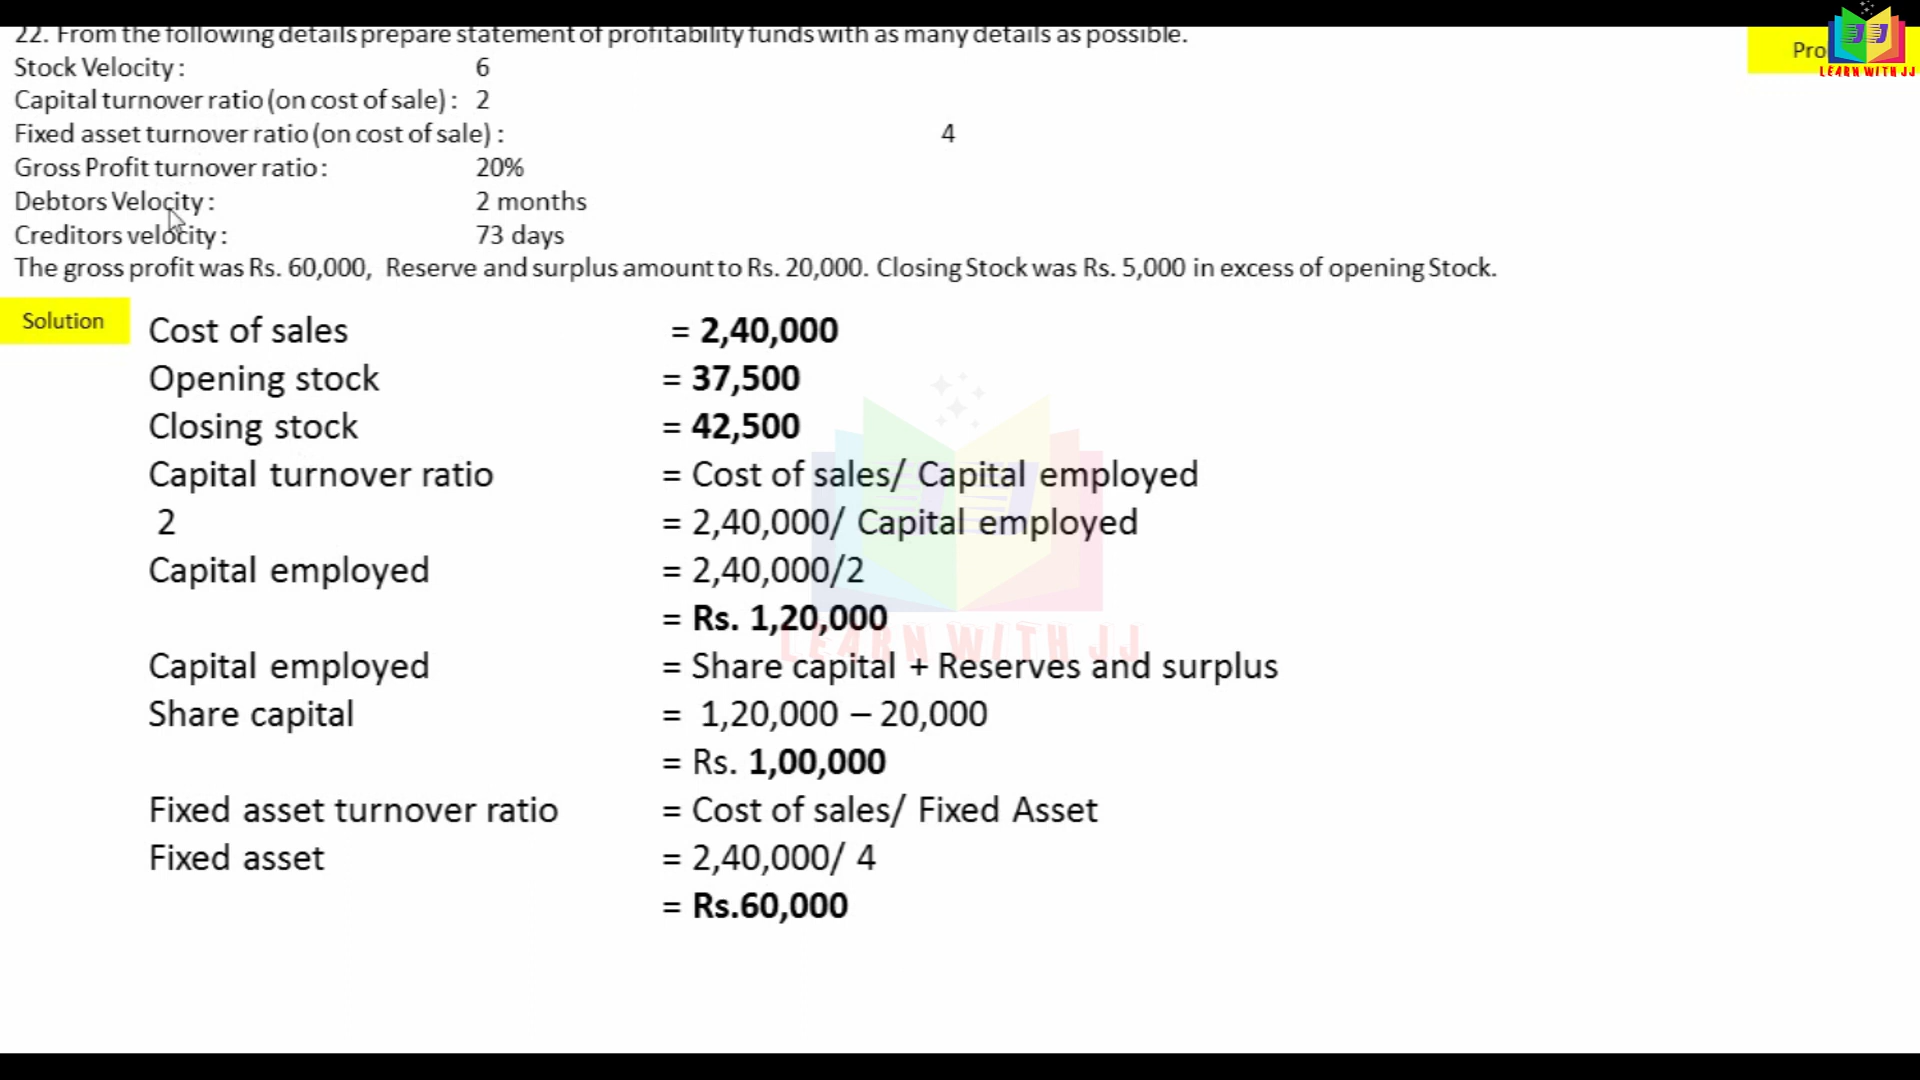 22. From the following details prepare statement of profitability funds with as many details as possible.
Stock Velocity : 6
Capital turnover ratio (on cost of sale) : 2
Fixed asset turnover ratio (on cost of sale) : 4
Gross Profit turnover ratio : 20%
Debtors Velocity : 2 months
Creditors velocity : 73 days
The gross profit was Rs. 60,000, Reserve and surplus amount to Rs. 20,000. Closing Stock was Rs. 5,000 in excess of opening Stock.
LEARN WITH JJ
Solution
Cost of sales = 2,40,000
Opening stock = 37,500
Closing stock = 42,500
Capital turnover ratio = Cost of sales/ Capital employed
2 = 2,40,000/ Capital employed
Capital employed = 2,40,000/2
= Rs. 1,20,000
LEARN WITH JJ
Capital employed = Share capital + Reserves and surplus
Share capital = 1,20,000 – 20,000
= Rs. 1,00,000
Fixed asset turnover ratio = Cost of sales/ Fixed Asset
Fixed asset = 2,40,000/ 4
= Rs.60,000